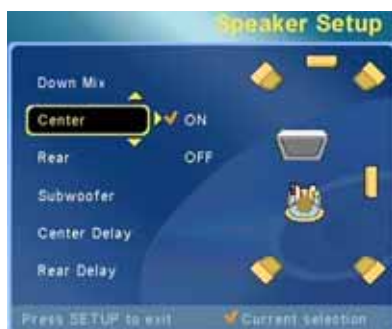 Speaker Setup
Down Mix
Center ON
Rear OFF
Subwoofer
Center Delay
Rear Delay
Press SETUP to exit Current selection